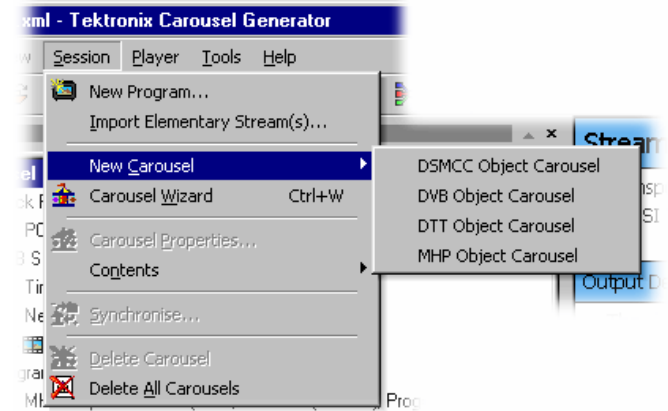 xml - Tektronix Carousel Generator
Session Player Tools Help
New Program...
Import Elementary Stream(s)...
New Carousel
Carousel Wizard Ctrl+W
Carousel Properties...
Contents
Synchronise...
Delete Carousel
Delete All Carousels
DSMCC Object Carousel
DVB Object Carousel
DTT Object Carousel
MHP Object Carousel
Stream
SI
Output D